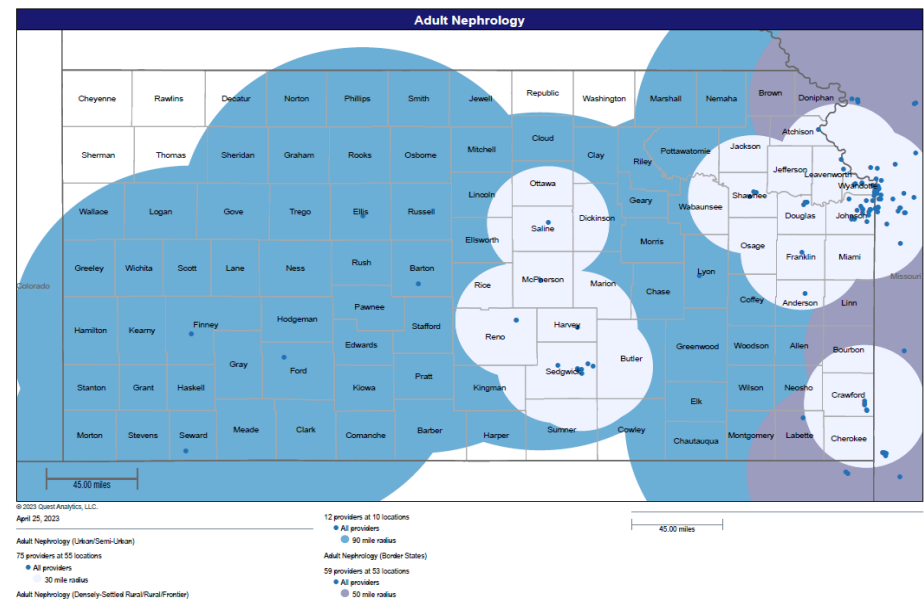 Adult Nephrology
Cheyenne Rawlins Decatur Norton Phillips Smith Jewell Republic Washington Marshall Nemaha Brown Doniphan
Atchison
Sherman Thomas Sheridan Graham Rooks Osborne Mitchell Cloud Clay Riley Pottawatomie Jackson
Jefferson Leavenworth
Wyandotte
Wallace Logan Gove Trego Ellis Russell Lincoln Ottawa Saline Dickinson Geary Wabaunsee Shawnee Douglas Johnson
Ellsworth Morris Osage
Greeley Wichita Scott Lane Ness Rush Barton Rice McPherson Marion Chase Lyon Franklin Miami
Colorado Missouri
Hamilton Kearny Finney Hodgeman Pawnee Stafford Reno Harvey Coffey Anderson Linn
Gray Ford Edwards Sedgwick Butler Greenwood Woodson Allen Bourbon
Stanton Grant Haskell Kiowa Pratt Kingman Elk Wilson Neosho Crawford
Morton Stevens Seward Meade Clark Comanche Barber Harper Sumner Cowley Chautauqua Montgomery Labette Cherokee
45.00 miles
© 2023 Quest Analytics, LLC.
April 25, 2023
Adult Nephrology (Urban/Semi-Urban)
75 providers at 55 locations
All providers
30 mile radius
Adult Nephrology (Densely-Settled Rural/Rural/Frontier)
12 providers at 10 locations
All providers
90 mile radius
Adult Nephrology (Border States)
59 providers at 53 locations
All providers
50 mile radius
45.00 miles